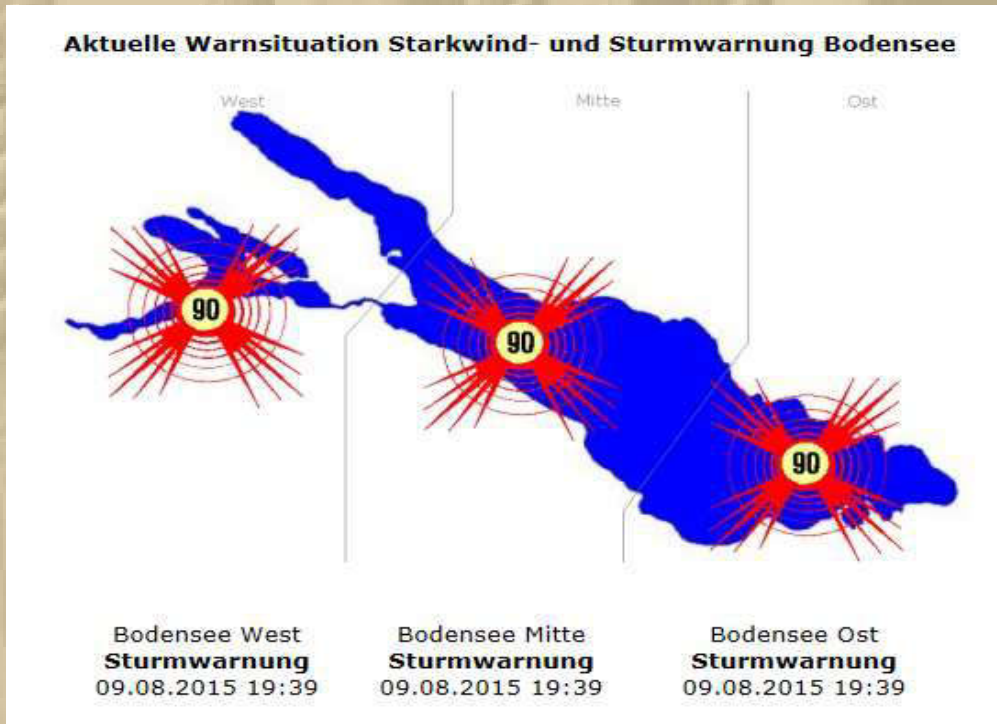 Aktuelle Warnsituation Starkwind- und Sturmwarnung Bodensee
West
Mitte
Ost
90
90
90
Bodensee West
Sturmwarnung
09.08.2015 19:39
Bodensee Mitte
Sturmwarnung
09.08.2015 19:39
Bodensee Ost
Sturmwarnung
09.08.2015 19:39